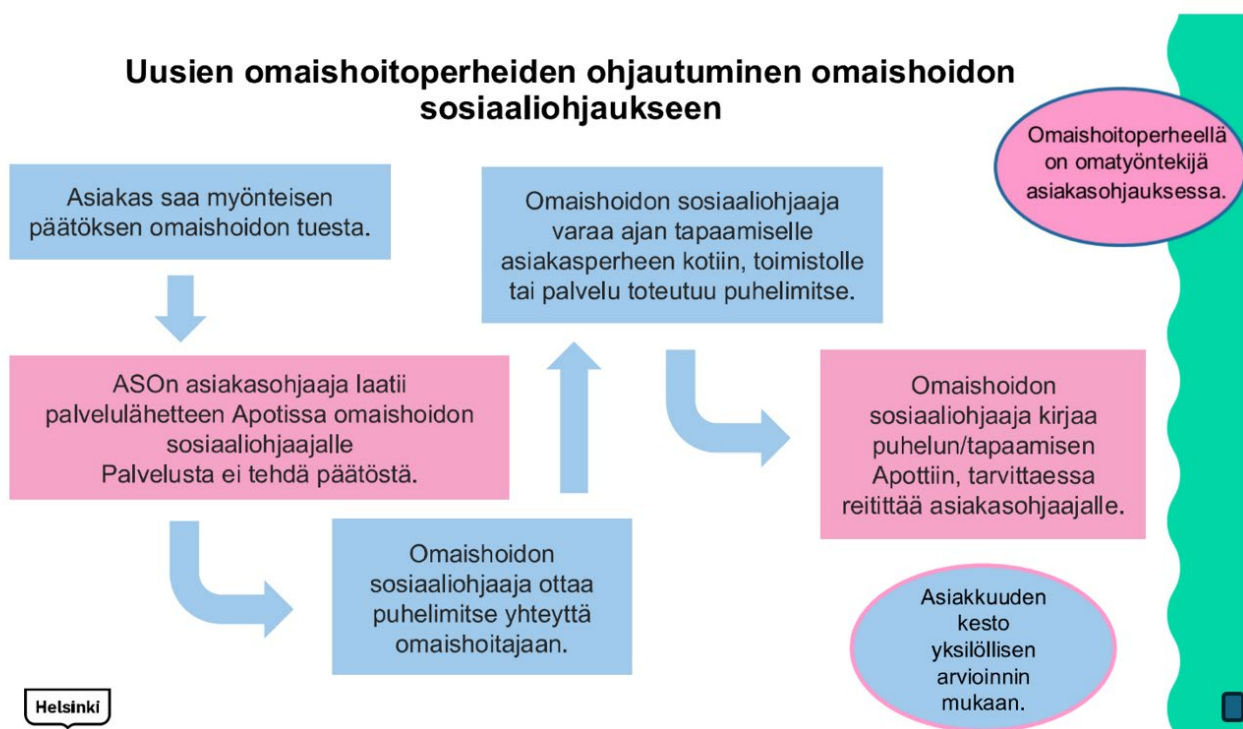 Uusien omaishoitoperheiden ohjautuminen omaishoidon
sosiaaliohjaukseen
Omaishoitoperheellä
on omatyöntekijä
asiakasohjauksessa.
Asiakas saa myönteisen
päätöksen omaishoidon tuesta.
ASOn asiakasohjaaja laatii
palvelulähetteen Apotissa omaishoidon
sosiaaliohjaajalle
Palvelusta ei tehdä päätöstä.
Omaishoidon
sosiaaliohjaaja ottaa
puhelimitse yhteyttä
omaishoitajaan.
Omaishoidon sosiaaliohjaaja
varaa ajan tapaamiselle
asiakasperheen kotiin, toimistolle
tai palvelu toteutuu puhelimitse.
Omaishoidon
sosiaaliohjaaja kirjaa
puhelun/tapaamisen
Apottiin, tarvittaessa
reitittää asiakasohjaajalle.
Asiakkuuden
kesto
yksilöllisen
arvioinnin
mukaan.
Helsinki